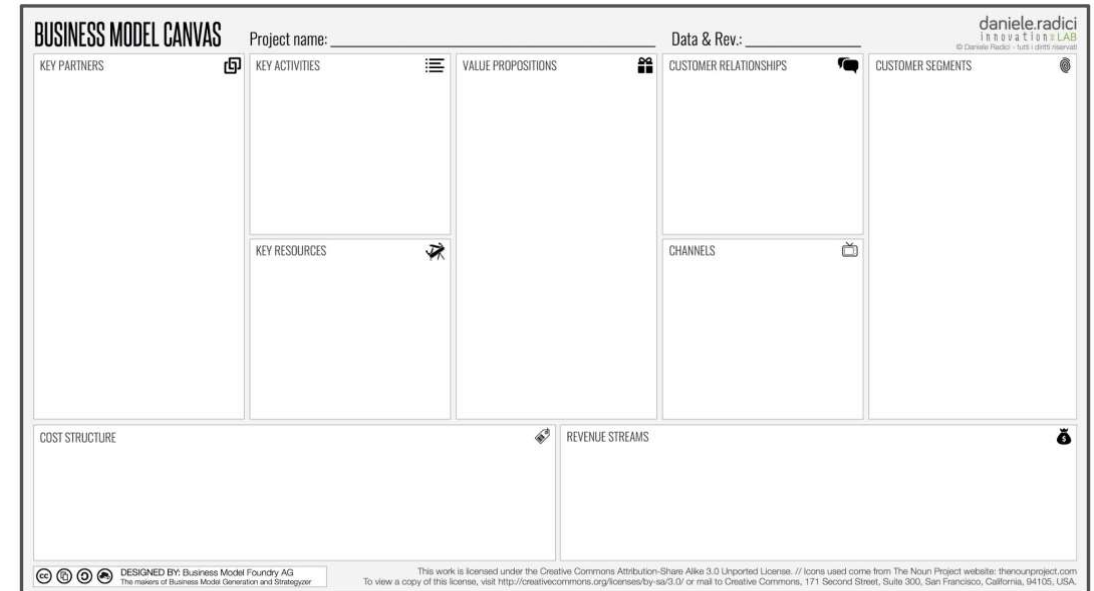 BUSINESS MODEL CANVAS
Project name:
Data & Rev.:
daniele.radici
innovations LAB
© Daniele Radici - tutti i diritti riservati
KEY PARTNERS
KEY ACTIVITIES
VALUE PROPOSITIONS
CUSTOMER RELATIONSHIPS
CUSTOMER SEGMENTS
KEY RESOURCES
CHANNELS
COST STRUCTURE
REVENUE STREAMS
$
cc
DESIGNED BY: Business Model Foundry AG
The makers of Business Model Generation and Strategyzer
This work is licensed under the Creative Commons Attribution-Share Alike 3.0 Unported License. // Icons used come from The Noun Project website: thenounproject.com
To view a copy of this license, visit http://creativecommons.org/licenses/by-sa/3.0/ or mail to Creative Commons, 171 Second Street, Suite 300, San Francisco, California, 94105, USA.